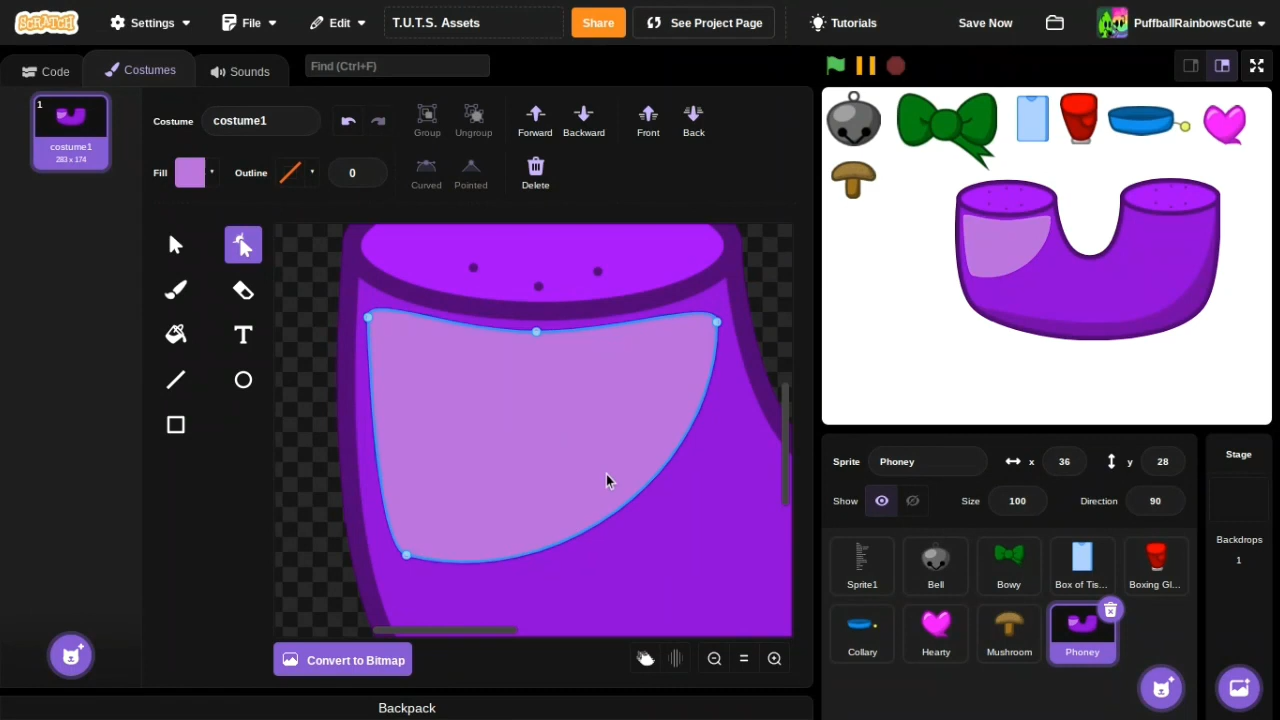 SCRATCH Settings File Edit T.U.T.S. Assets Share See Project Page Tutorials Save Now PuffballRainbowsCute
Code Costumes Sounds Find (Ctrl+F)
1
costume1
283 x 174
Costume costume1 Group Ungroup Forward Backward Front Back
Fill Outline 0 Curved Pointed Delete
T
Convert to Bitmap
Backpack
Sprite Phoney x 36 y 28
Show Size 100 Direction 90
Stage
Backdrops
1
Sprite1 Bell Bowy Box of Tis... Boxing Gl...
Collary Hearty Mushroom Phoney